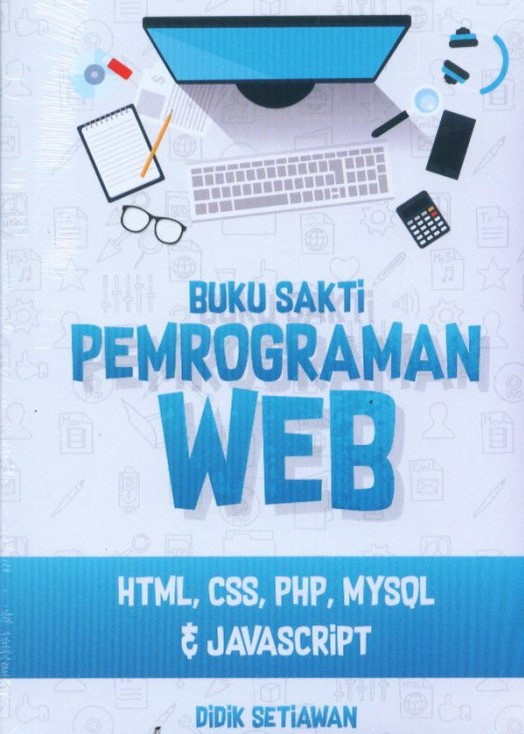 BUKU SAKTi
PEMROGRAMAN
WEB
HTML, CSS, PHP, MYSQL
& JAVASCRiPT
DiDiK SETiAWAN